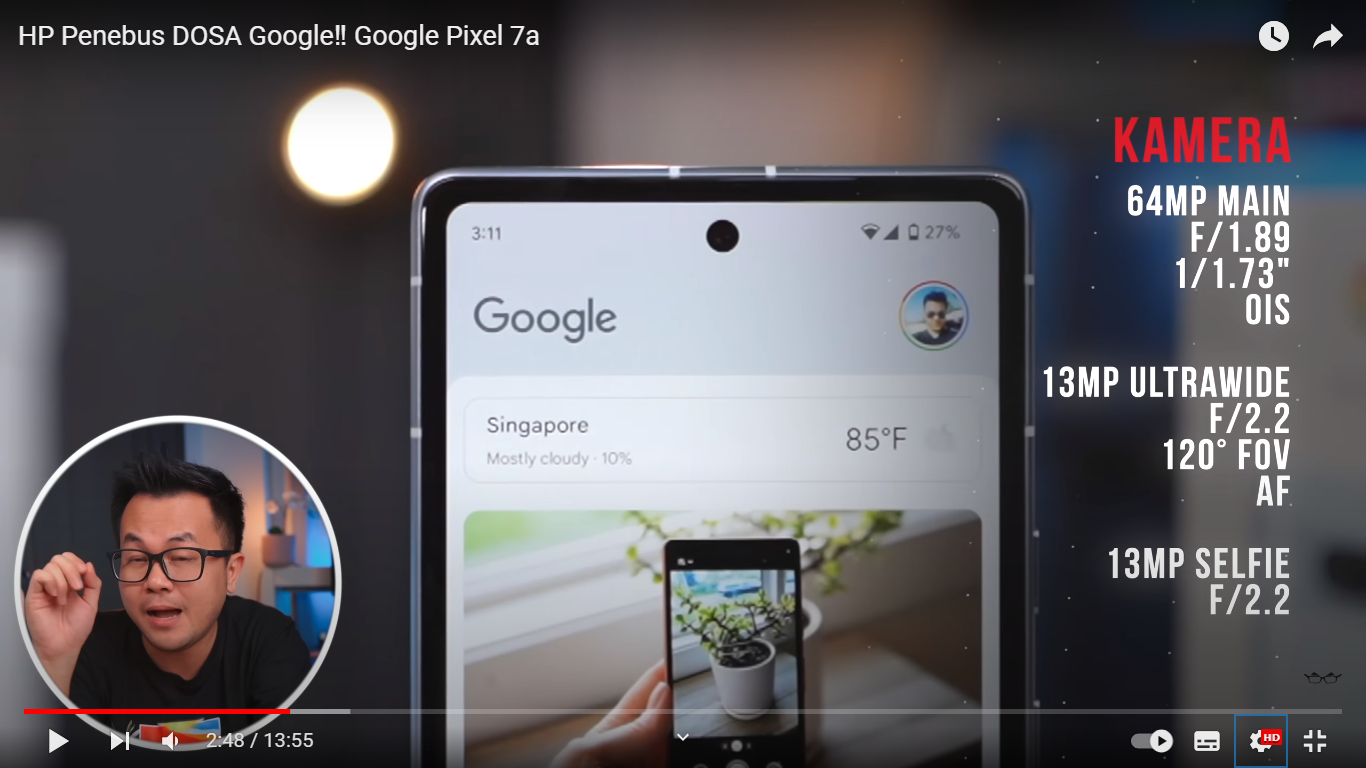 HP Penebus DOSA Google!! Google Pixel 7a
KAMERA
64MP MAIN
F/1.89
1/1.73"
OIS
13MP ULTRAWIDE
F/2.2
120° FOV
AF
13MP SELFIE
F/2.2
3:11
27%
Google
Singapore
85°F
Mostly cloudy · 10%
2:48 / 13:55
HD